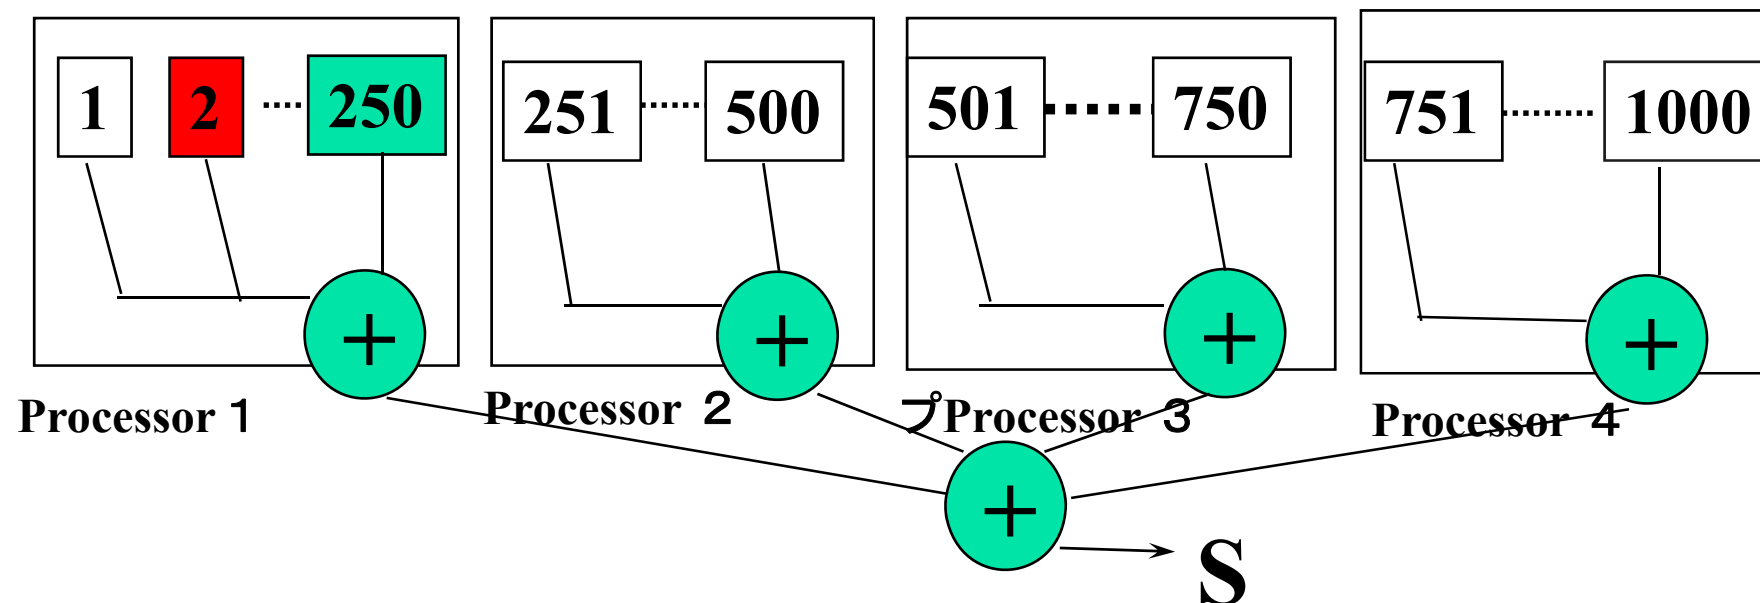 1 2 250 251 500 501 750 751 1000
+ + + +
Processor 1 Processor 2 プProcessor 3 Processor 4
+
S